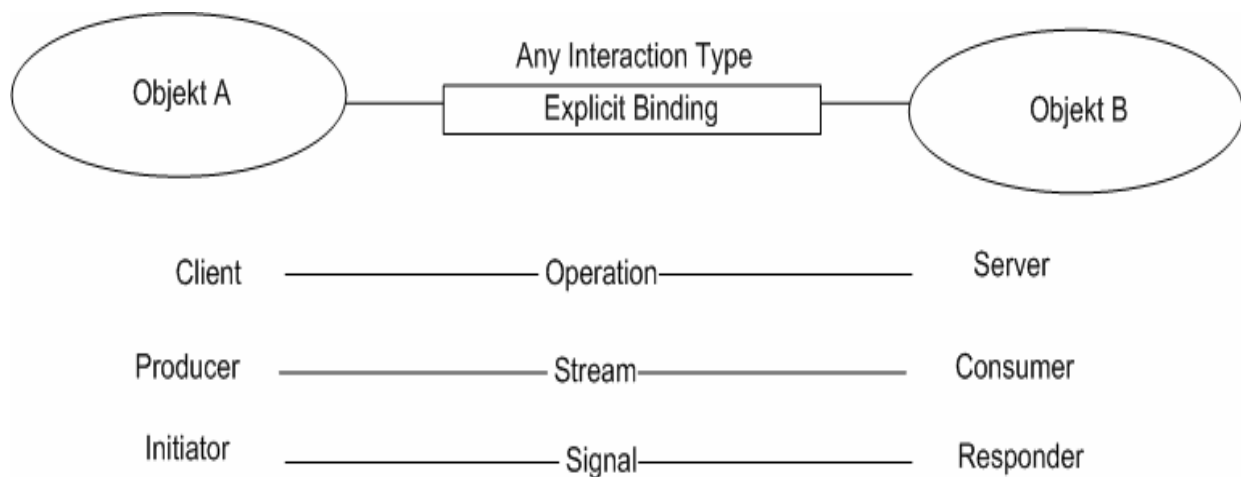 Any Interaction Type
Objekt A Explicit Binding Objekt B
Client Operation Server
Producer Stream Consumer
Initiator Signal Responder